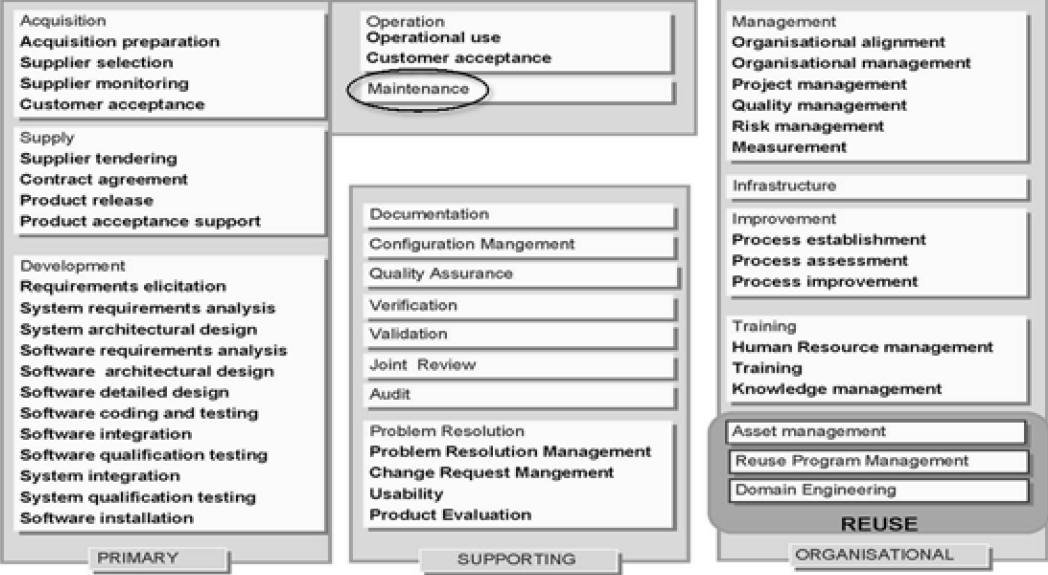 Acquisition
Acquisition preparation
Supplier selection
Supplier monitoring
Customer acceptance
Supply
Supplier tendering
Contract agreement
Product release
Product acceptance support
Development
Requirements elicitation
System requirements analysis
System architectural design
Software requirements analysis
Software architectural design
Software detailed design
Software coding and testing
Software integration
Software qualification testing
System integration
System qualification testing
Software installation
PRIMARY
Operation
Operational use
Customer acceptance
Maintenance
Documentation
Configuration Mangement
Quality Assurance
Verification
Validation
Joint Review
Audit
Problem Resolution
Problem Resolution Management
Change Request Mangement
Usability
Product Evaluation
SUPPORTING
Management
Organisational alignment
Organisational management
Project management
Quality management
Risk management
Measurement
Infrastructure
Improvement
Process establishment
Process assessment
Process improvement
Training
Human Resource management
Training
Knowledge management
Asset management
Reuse Program Management
Domain Engineering
REUSE
ORGANISATIONAL